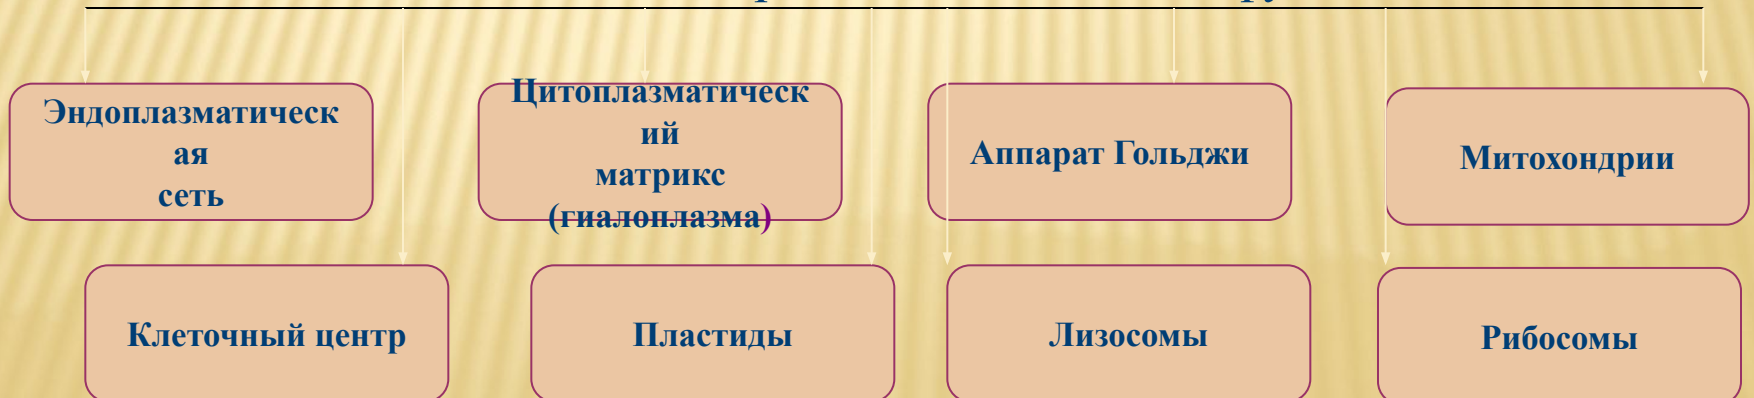 Эндоплазматическ
ая
сеть
Цитоплазматическ
ий
матрикс
(гиалоплазма)
Аппарат Гольджи
Митохондрии
Клеточный центр
Пластиды
Лизосомы
Рибосомы